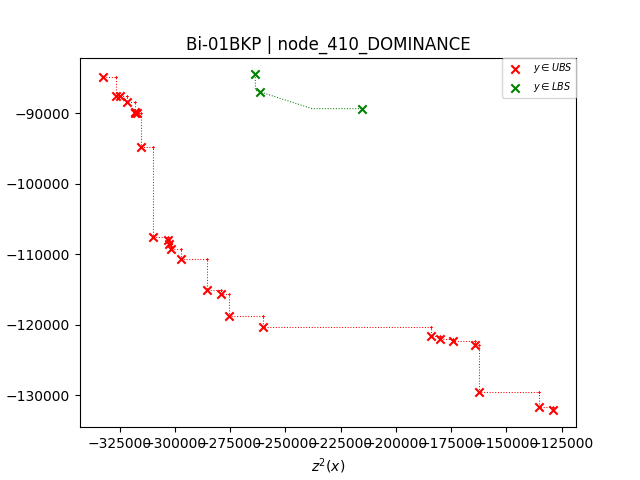 Bi-01BKP | node_410_DOMINANCE
y ∈ UBS
y ∈ LBS
−90000
−100000
−110000
−120000
−130000
−325000 −300000 −275000 −250000 −225000 −200000 −175000 −150000 −125000
z²(x)